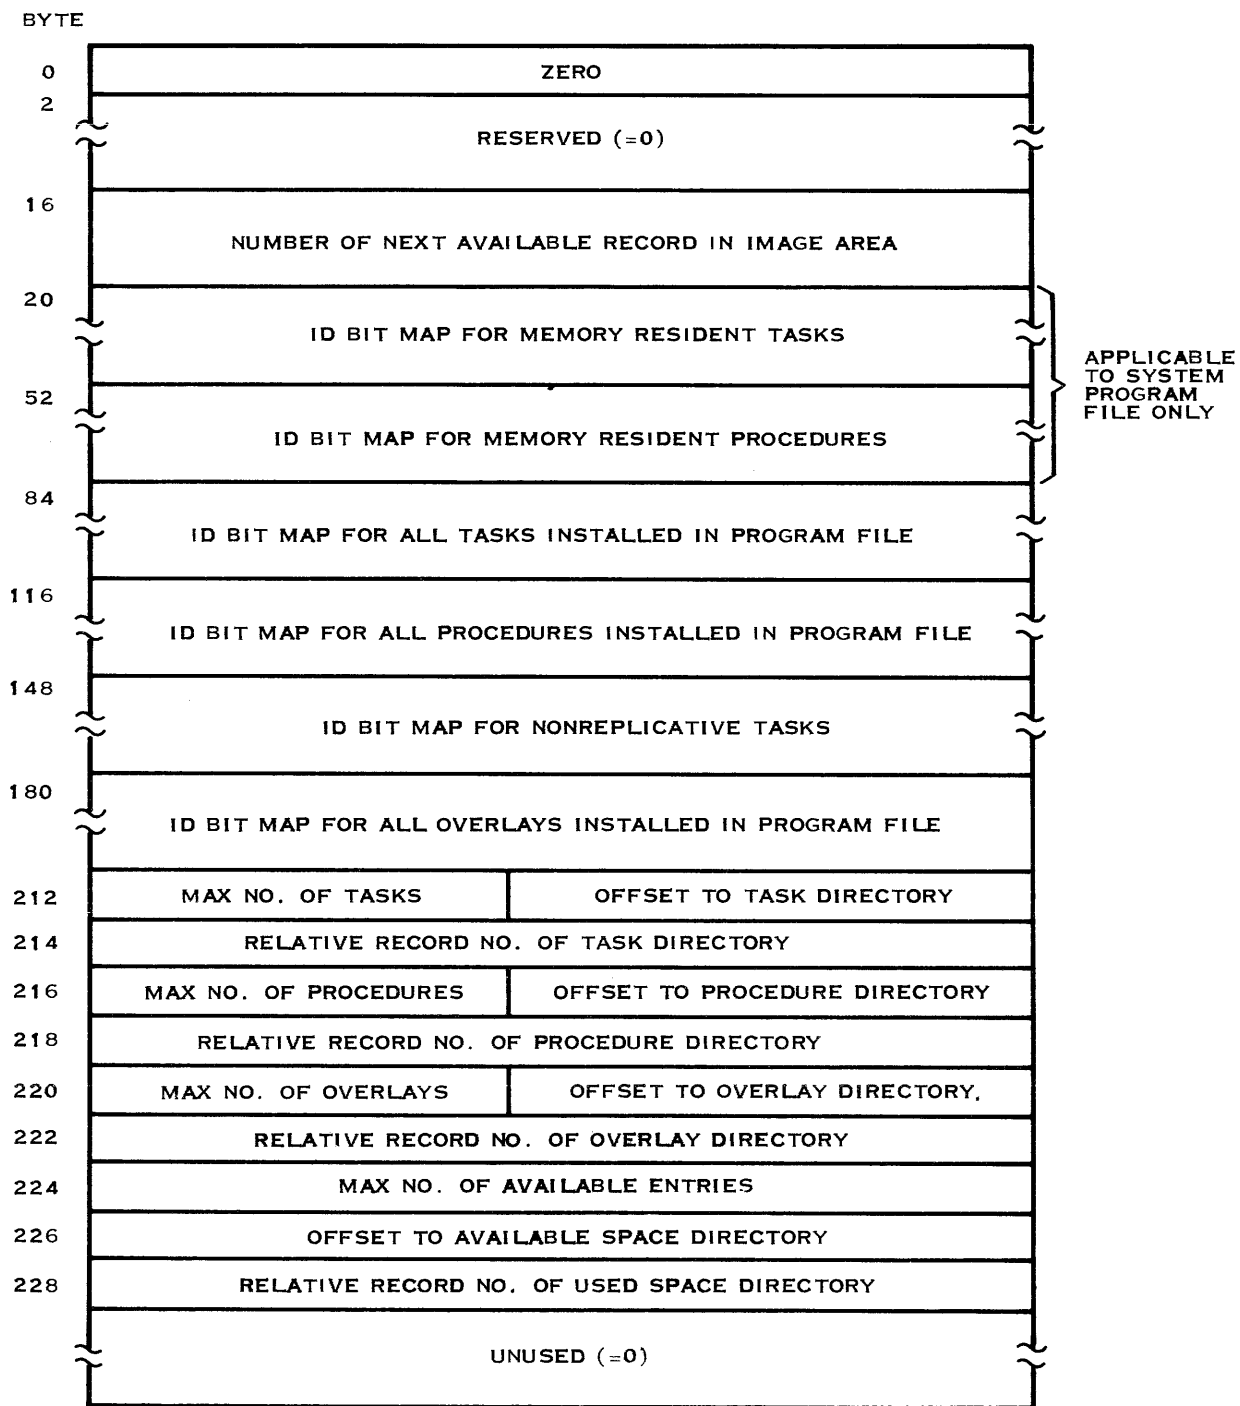 BYTE
0 ZERO
2
RESERVED (=0)
16
NUMBER OF NEXT AVAILABLE RECORD IN IMAGE AREA
20
ID BIT MAP FOR MEMORY RESIDENT TASKS
APPLICABLE
TO SYSTEM
PROGRAM
FILE ONLY
52
ID BIT MAP FOR MEMORY RESIDENT PROCEDURES
84
ID BIT MAP FOR ALL TASKS INSTALLED IN PROGRAM FILE
116
ID BIT MAP FOR ALL PROCEDURES INSTALLED IN PROGRAM FILE
148
ID BIT MAP FOR NONREPLICATIVE TASKS
180
ID BIT MAP FOR ALL OVERLAYS INSTALLED IN PROGRAM FILE
212 MAX NO. OF TASKS OFFSET TO TASK DIRECTORY
214 RELATIVE RECORD NO. OF TASK DIRECTORY
216 MAX NO. OF PROCEDURES OFFSET TO PROCEDURE DIRECTORY
218 RELATIVE RECORD NO. OF PROCEDURE DIRECTORY
220 MAX NO. OF OVERLAYS OFFSET TO OVERLAY DIRECTORY.
222 RELATIVE RECORD NO. OF OVERLAY DIRECTORY
224 MAX NO. OF AVAILABLE ENTRIES
226 OFFSET TO AVAILABLE SPACE DIRECTORY
228 RELATIVE RECORD NO. OF USED SPACE DIRECTORY
UNUSED (=0)